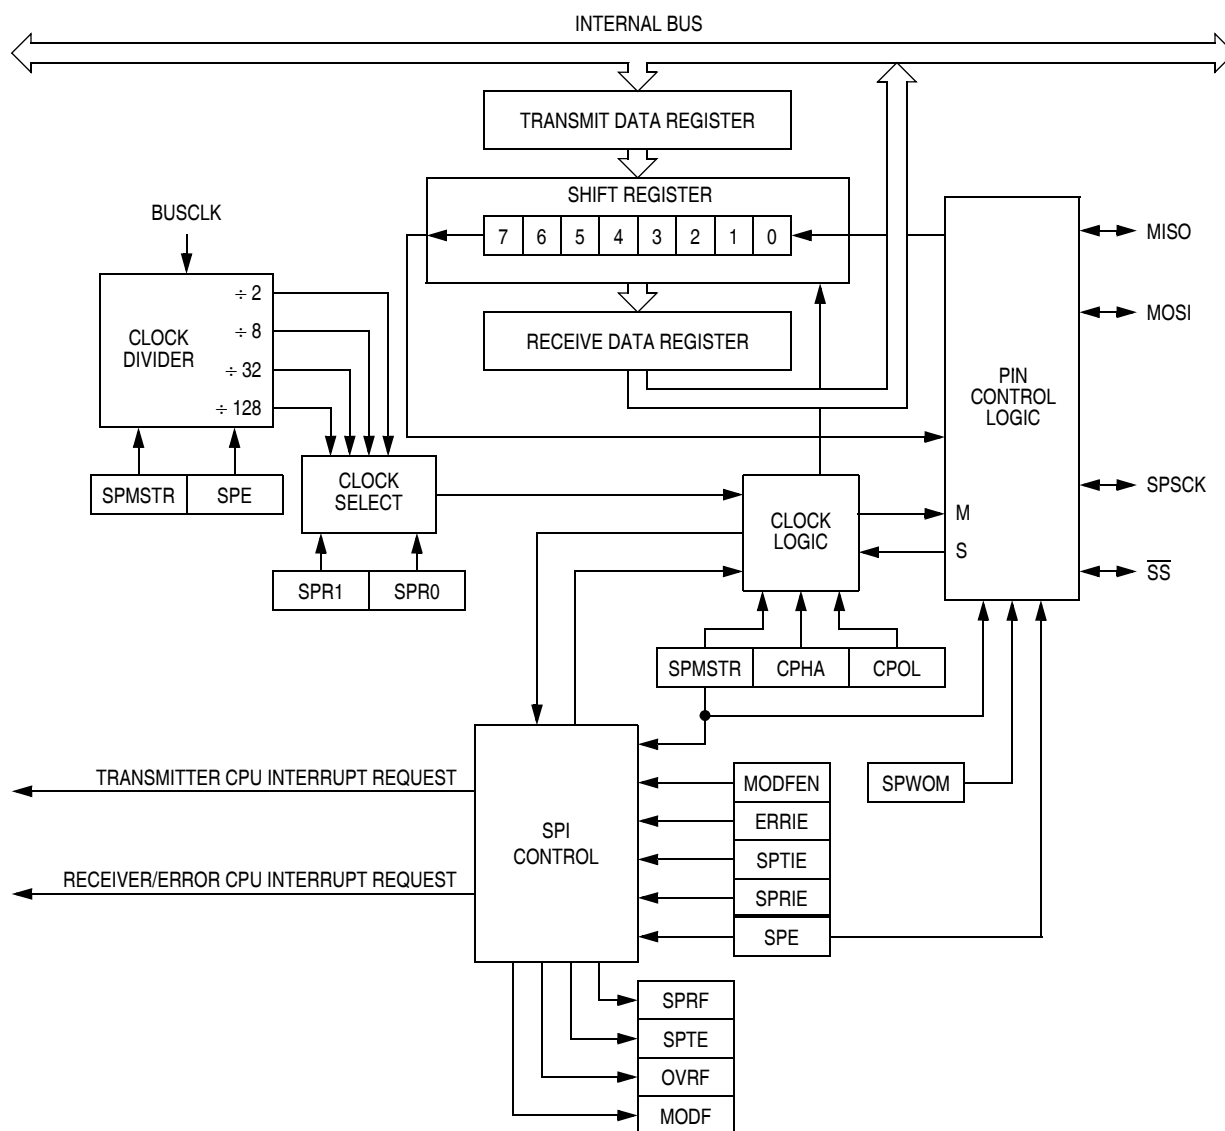 INTERNAL BUS
TRANSMIT DATA REGISTER
SHIFT REGISTER
7 6 5 4 3 2 1 0
BUSCLK
MISO
÷ 2
MOSI
CLOCK
DIVIDER
÷ 8
RECEIVE DATA REGISTER
÷ 32
÷ 128
PIN
CONTROL
LOGIC
SPMSTR SPE
CLOCK
SELECT
SPSCK
CLOCK
LOGIC
M
S
SS
SPR1 SPR0
SPMSTR CPHA CPOL
TRANSMITTER CPU INTERRUPT REQUEST
MODFEN
SPWOM
ERRIE
SPI
CONTROL
SPTIE
RECEIVER/ERROR CPU INTERRUPT REQUEST
SPRIE
SPE
SPRF
SPTE
OVRF
MODF